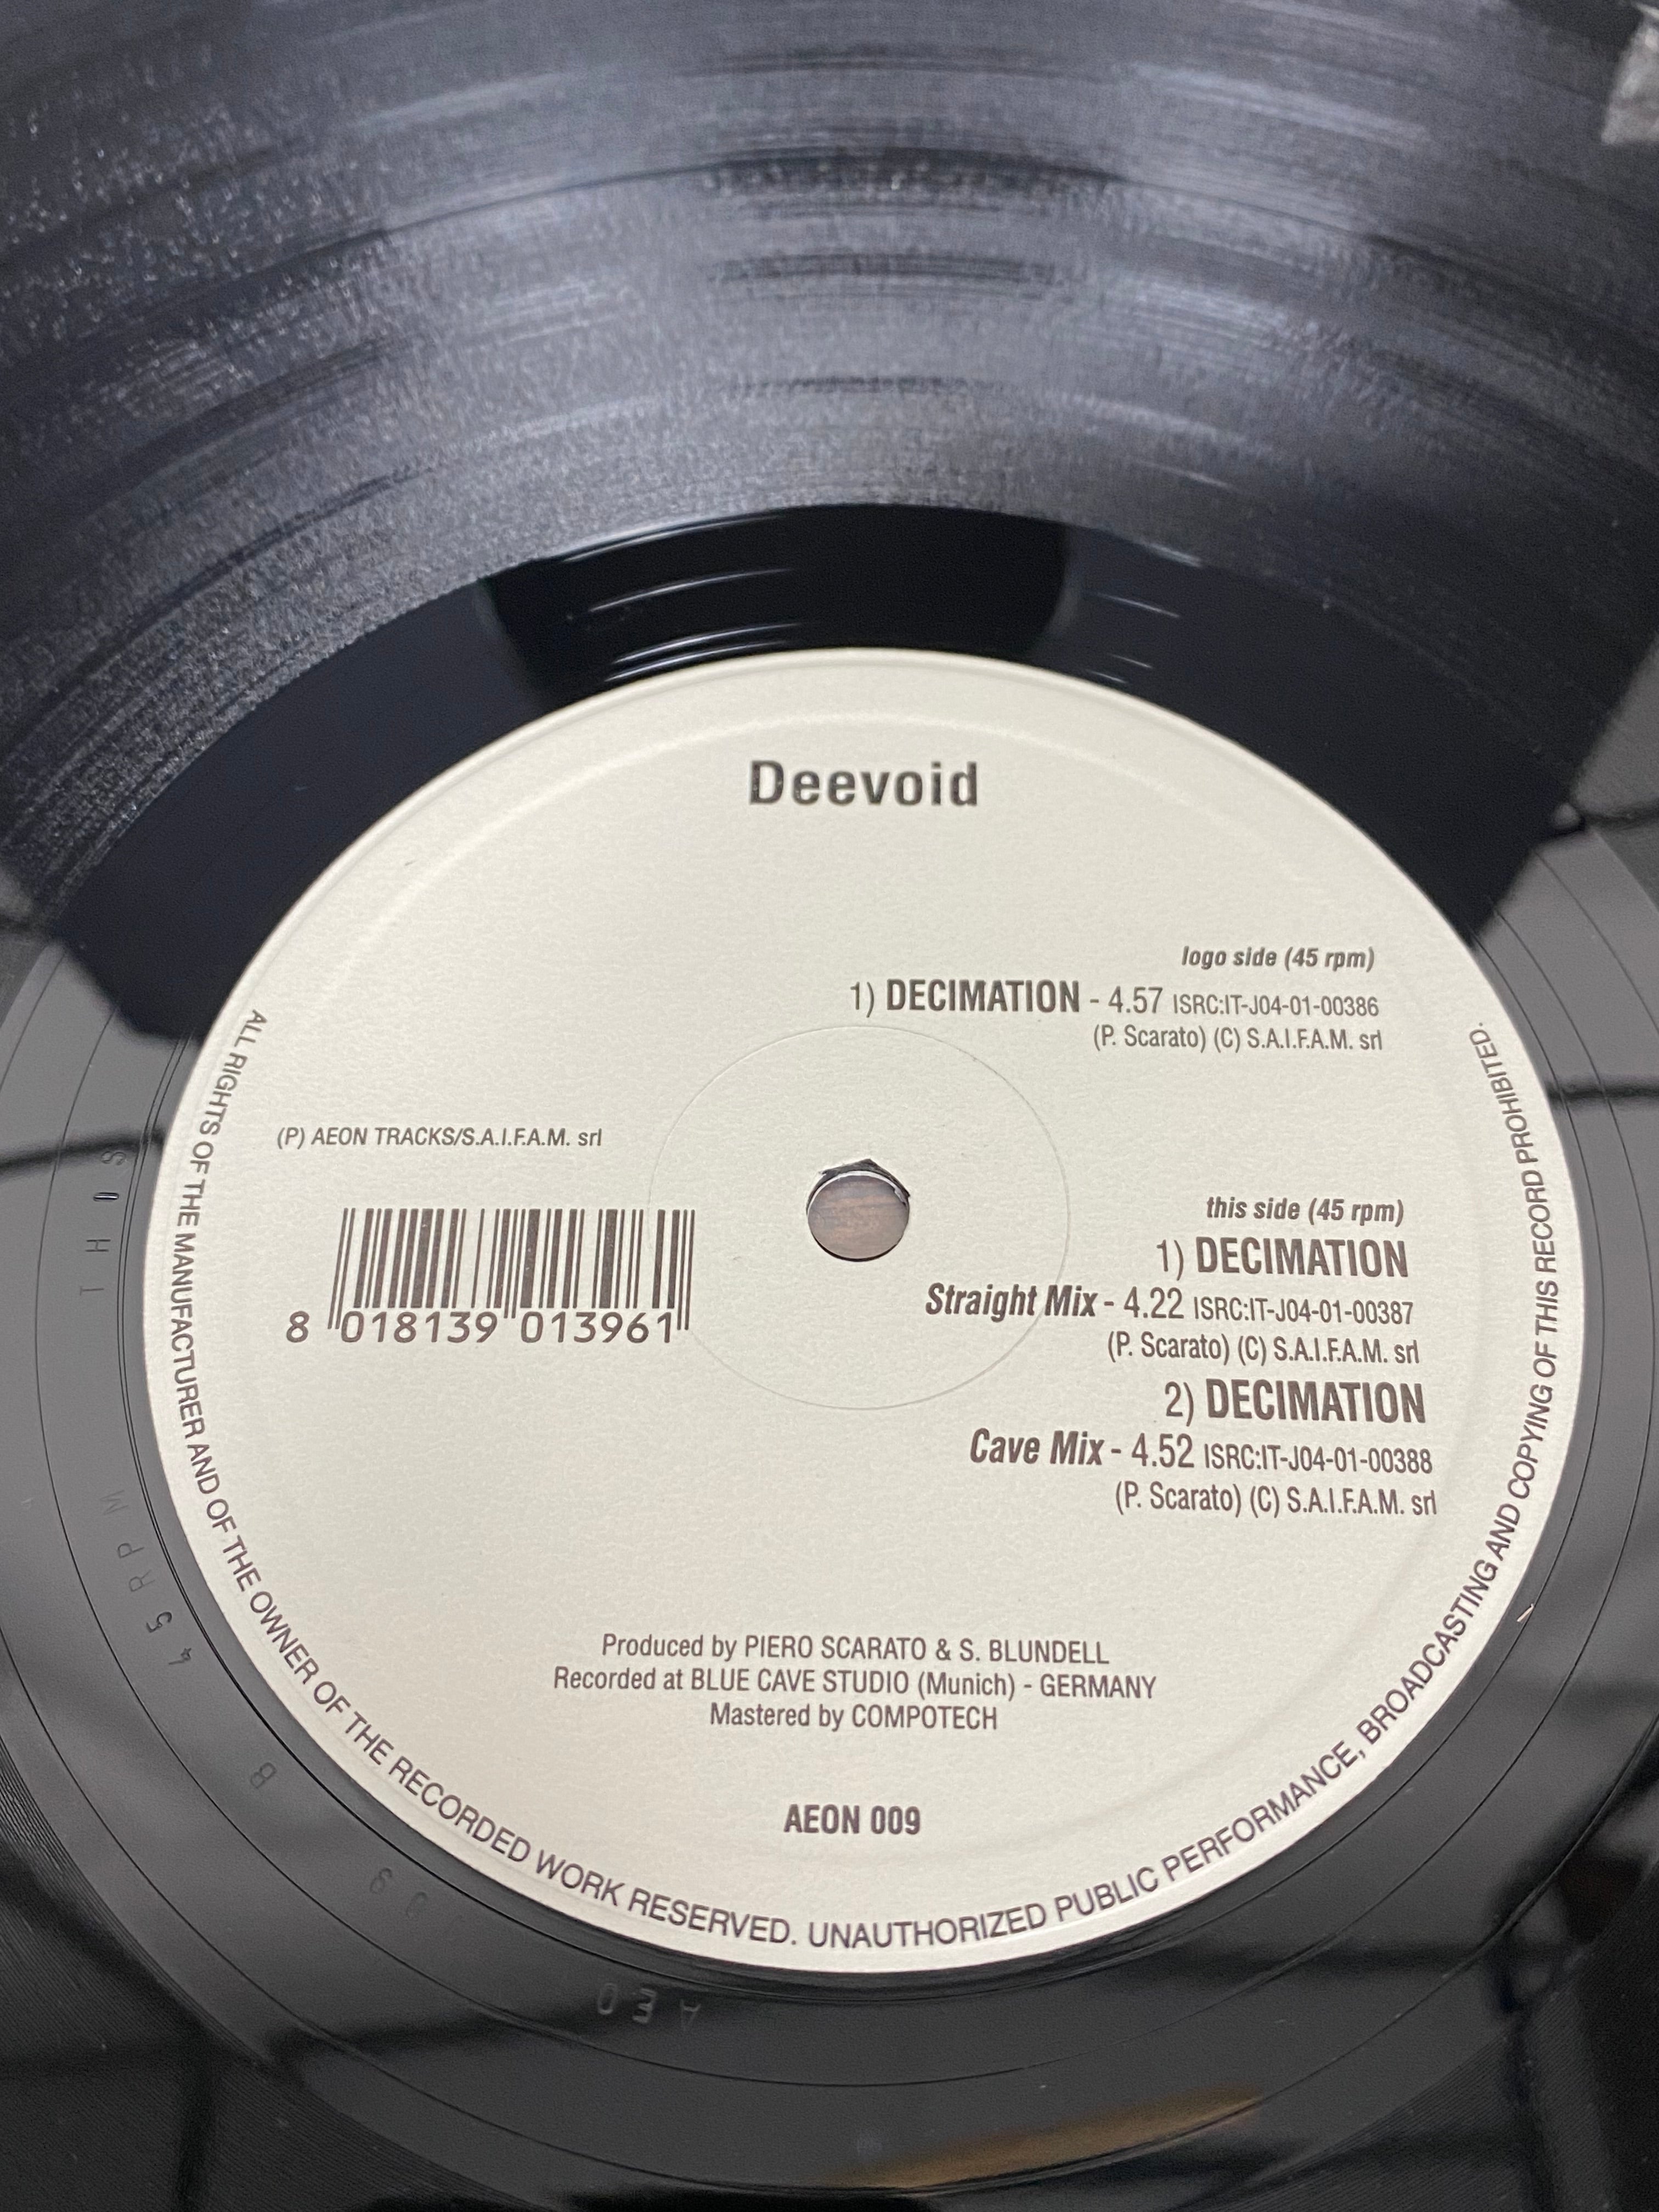 Deevoid
logo side (45 rpm)
1) DECIMATION - 4.57 ISRC:IT-J04-01-00386
(P. Scarato) (C) S.A.I.F.A.M. srl
(P) AEON TRACKS/S.A.I.F.A.M. srl
8 018139 013961
this side (45 rpm)
1) DECIMATION
Straight Mix - 4.22 ISRC:IT-J04-01-00387
(P. Scarato) (C) S.A.I.F.A.M. srl
2) DECIMATION
Cave Mix - 4.52 ISRC:IT-J04-01-00388
(P. Scarato) (C) S.A.I.F.A.M. srl
Produced by PIERO SCARATO & S. BLUNDELL
Recorded at BLUE CAVE STUDIO (Munich) - GERMANY
Mastered by COMPOTECH
AEON 009
ALL RIGHTS OF THE MANUFACTURER AND OF THE OWNER OF THE RECORDED WORK RESERVED. UNAUTHORIZED PUBLIC PERFORMANCE, BROADCASTING AND COPYING OF THIS RECORD PROHIBITED.
B 45RPM